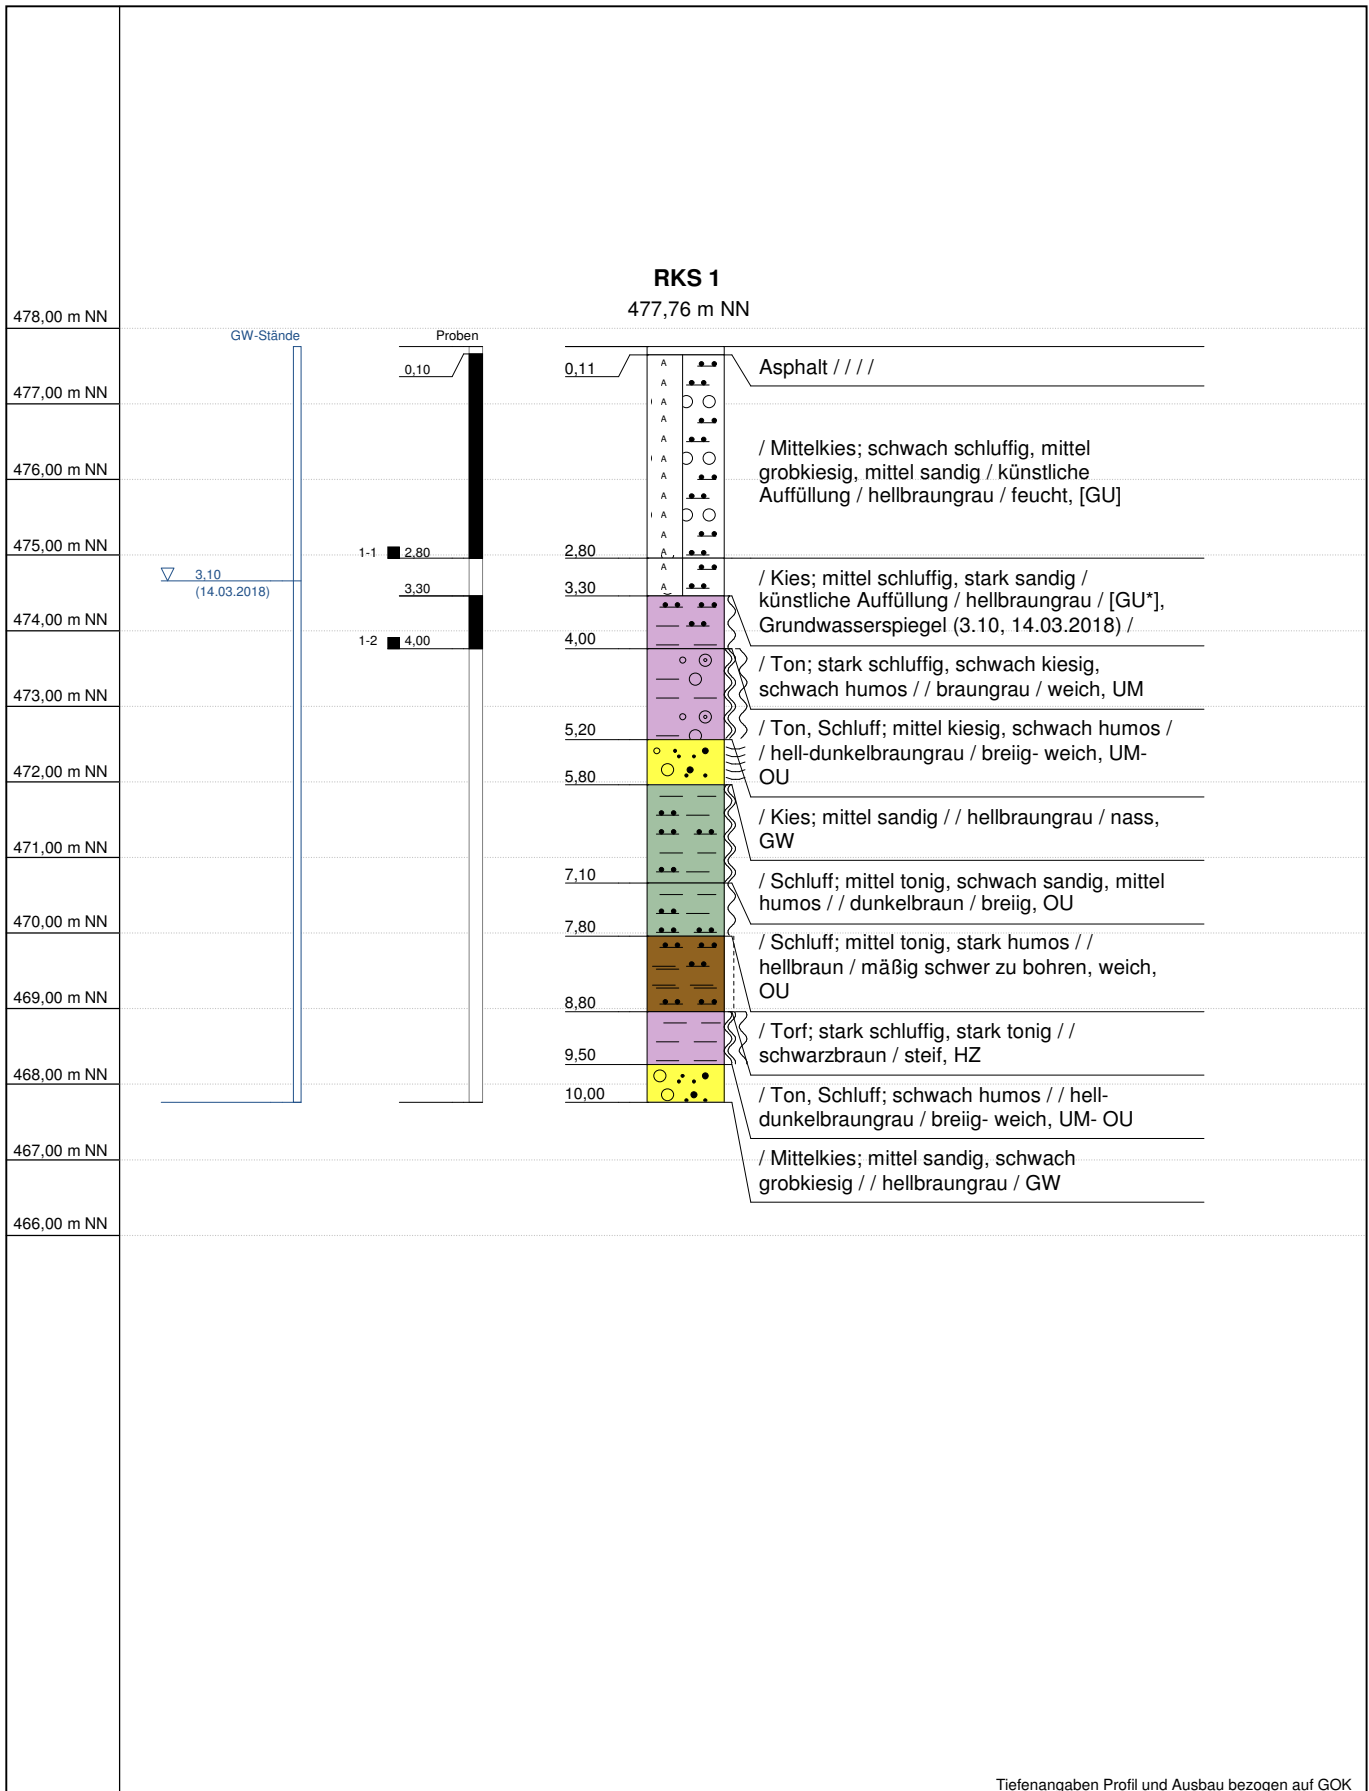 RKS 1
477,76 m NN
478,00 m NN
477,00 m NN
476,00 m NN
475,00 m NN
474,00 m NN
473,00 m NN
472,00 m NN
471,00 m NN
470,00 m NN
469,00 m NN
468,00 m NN
467,00 m NN
466,00 m NN
GW-Stände
3,10
(14.03.2018)
Proben
0,10
1-1 2,80
3,30
1-2 4,00
0,11
2,80
3,30
4,00
5,20
5,80
7,10
7,80
8,80
9,50
10,00
A
A
A
A
A
A
A
A
A
A
A
A
A
Asphalt / / / /
/ Mittelkies; schwach schluffig, mittel
grobkiesig, mittel sandig / künstliche
Auffüllung / hellbraungrau / feucht, [GU]
/ Kies; mittel schluffig, stark sandig /
künstliche Auffüllung / hellbraungrau / [GU*],
Grundwasserspiegel (3.10, 14.03.2018) /
/ Ton; stark schluffig, schwach kiesig,
schwach humos / / braungrau / weich, UM
/ Ton, Schluff; mittel kiesig, schwach humos /
/ hell-dunkelbraungrau / breiig- weich, UM-
OU
/ Kies; mittel sandig / / hellbraungrau / nass,
GW
/ Schluff; mittel tonig, schwach sandig, mittel
humos / / dunkelbraun / breiig, OU
/ Schluff; mittel tonig, stark humos / /
hellbraun / mäßig schwer zu bohren, weich,
OU
/ Torf; stark schluffig, stark tonig / /
schwarzbraun / steif, HZ
/ Ton, Schluff; schwach humos / / hell-
dunkelbraungrau / breiig- weich, UM- OU
/ Mittelkies; mittel sandig, schwach
grobkiesig / / hellbraungrau / GW
Tiefenangaben Profil und Ausbau bezogen auf GOK